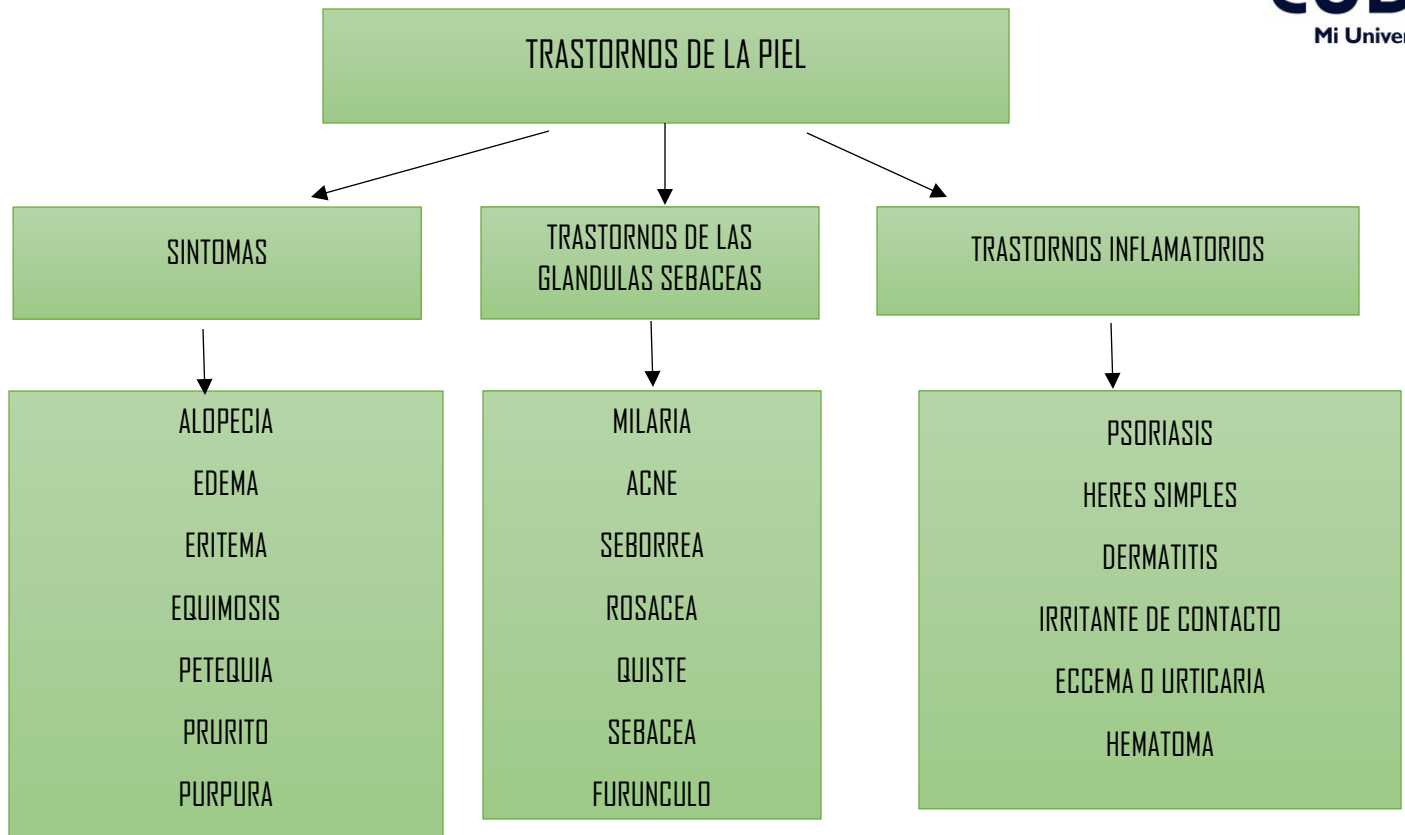 Mi Univer
TRASTORNOS DE LA PIEL
SINTOMAS
TRASTORNOS DE LAS
GLANDULAS SEBACEAS
TRASTORNOS INFLAMATORIOS
ALOPECIA
EDEMA
ERITEMA
EQUIMOSIS
PETEQUIA
PRURITO
PURPURA
MILARIA
ACNE
SEBORREA
ROSACEA
QUISTE
SEBACEA
FURUNCULO
PSORIASIS
HERES SIMPLES
DERMATITIS
IRRITANTE DE CONTACTO
ECCEMA O URTICARIA
HEMATOMA